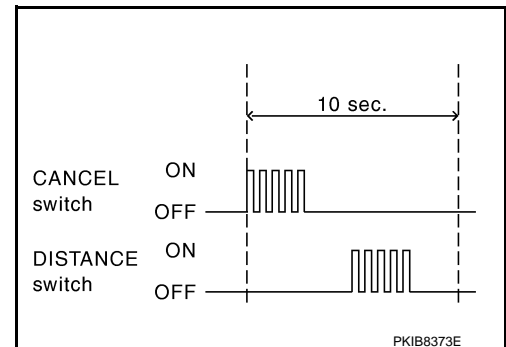 10 sec.
CANCEL
switch
ON
OFF
DISTANCE
switch
ON
OFF
PKIB8373E